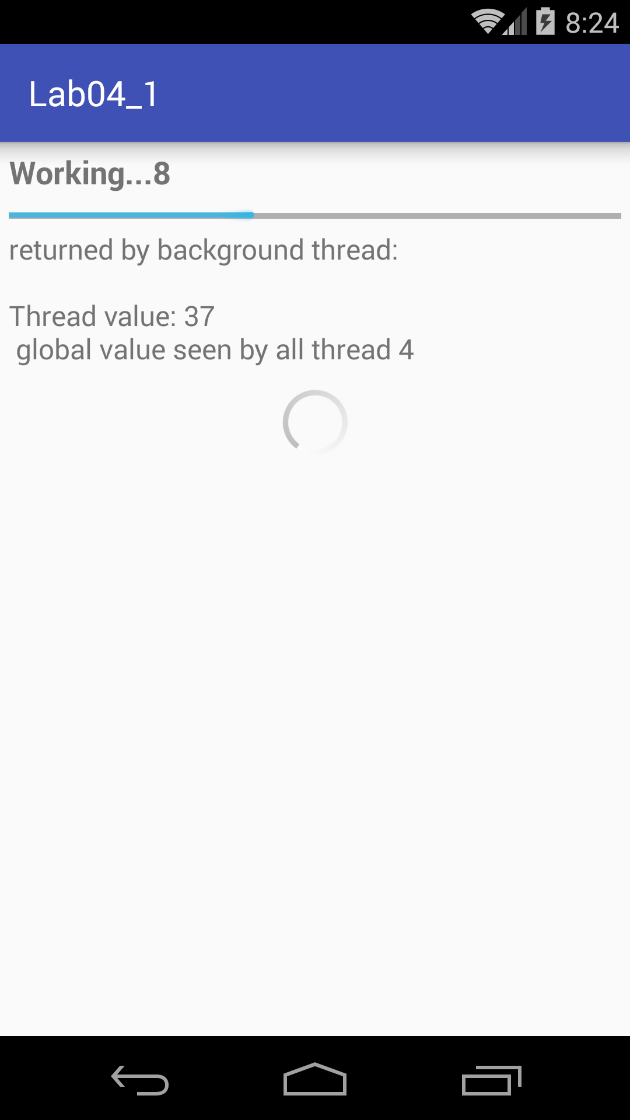 8:24
Lab04_1
Working...8
returned by background thread:
Thread value: 37
global value seen by all thread 4